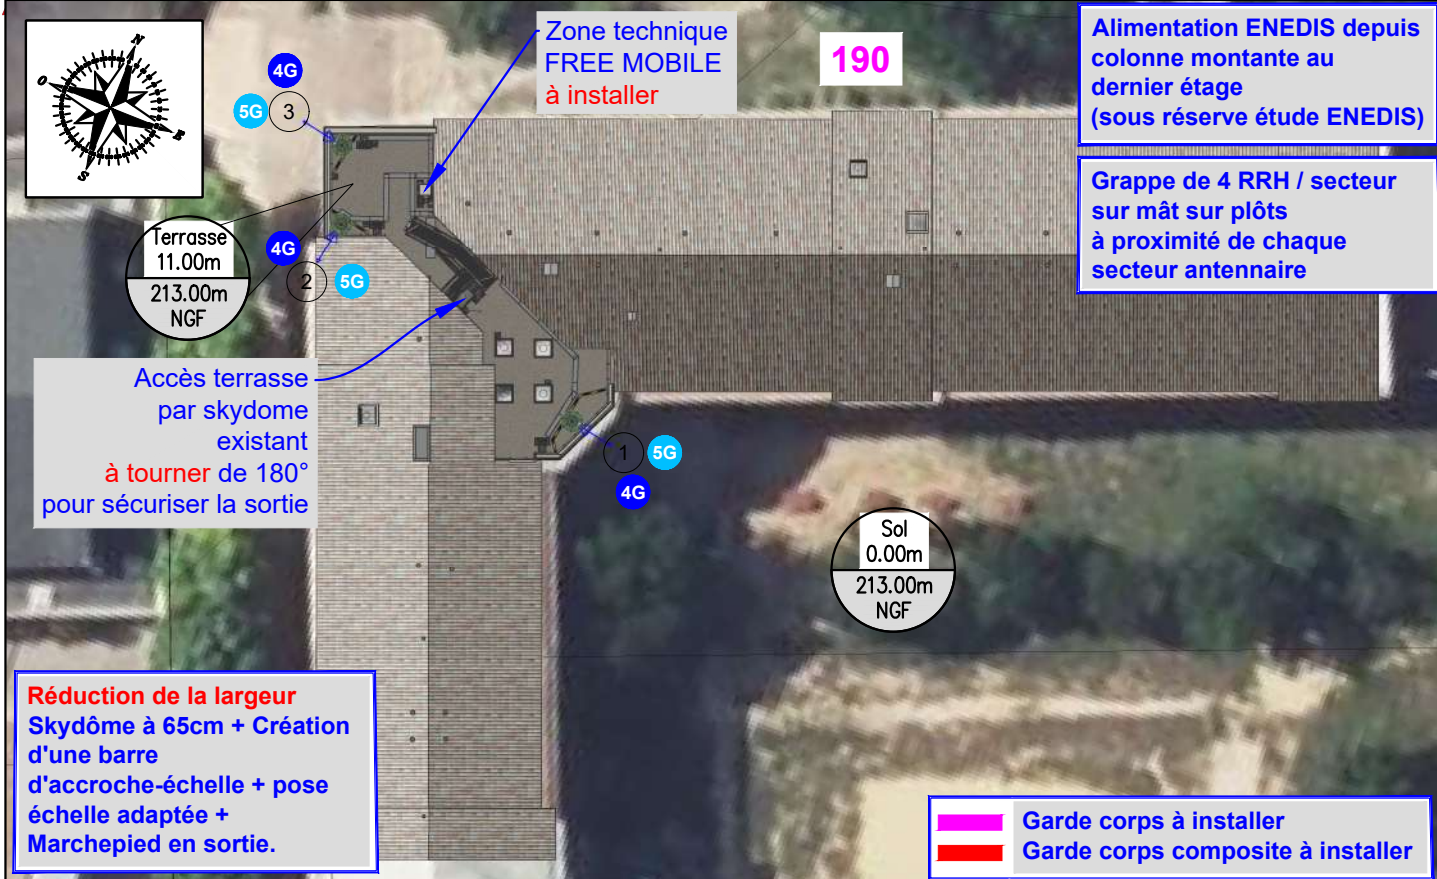 N
O
E
S
Zone technique
FREE MOBILE
à installer
190
Alimentation ENEDIS depuis
colonne montante au
dernier étage
(sous réserve étude ENEDIS)
Grappe de 4 RRH / secteur
sur mât sur plôts
à proximité de chaque
secteur antennaire
4G
5G
3
Terrasse
11.00m
213.00m
NGF
4G
2
5G
Accès terrasse
par skydome
existant
à tourner de 180°
pour sécuriser la sortie
1
5G
4G
Sol
0.00m
213.00m
NGF
Réduction de la largeur
Skydôme à 65cm + Création
d'une barre
d'accroche-échelle + pose
échelle adaptée +
Marchepied en sortie.
Garde corps à installer
Garde corps composite à installer